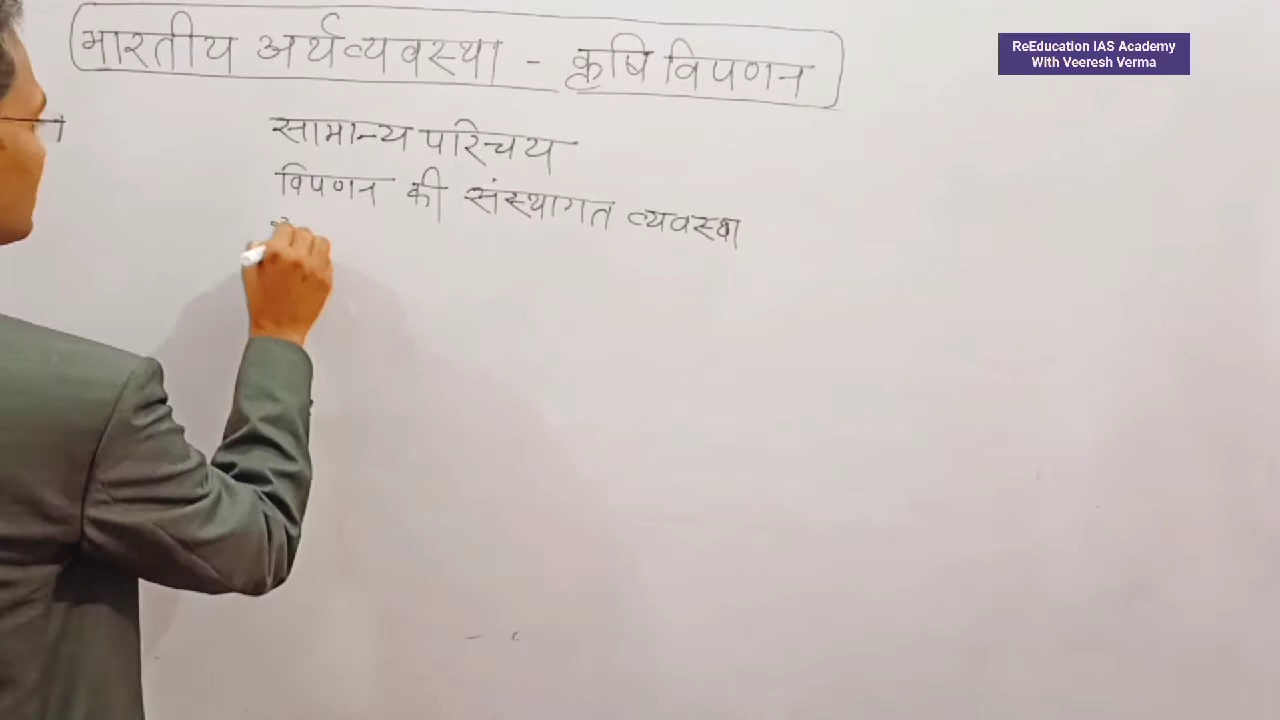 भारतीय अर्थव्यवस्था - कृषि विपणन
ReEducation IAS Academy
With Veeresh Verma
सामान्य परिचय
विपणन की संस्थागत व्यवस्था